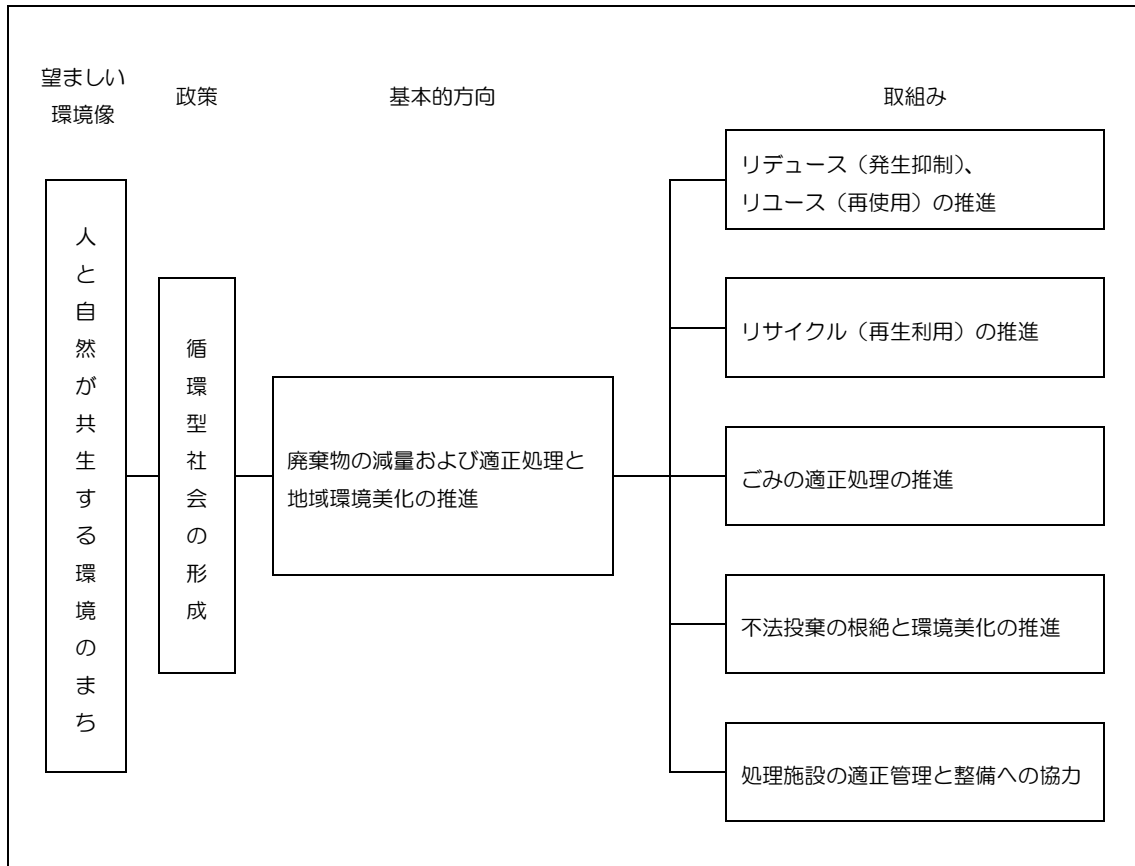 望ましい
環境像
政策
基本的方向
取組み
人と自然が共生する環境のまち
循環型社会の形成
廃棄物の減量および適正処理と
地域環境美化の推進
リデュース（発生抑制）、
リユース（再使用）の推進
リサイクル（再生利用）の推進
ごみの適正処理の推進
不法投棄の根絶と環境美化の推進
処理施設の適正管理と整備への協力